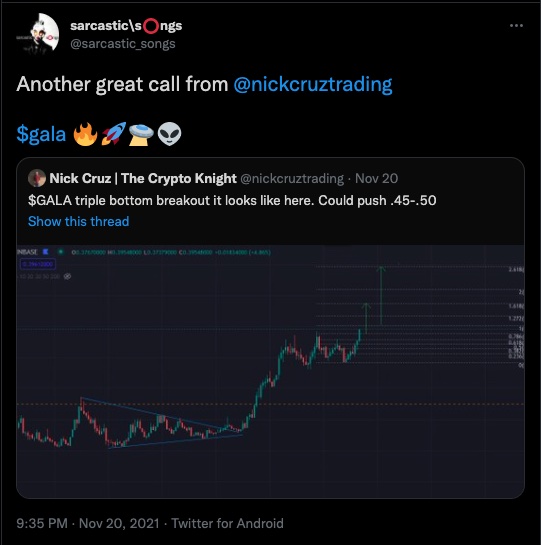 sarcastic\s⭕ngs
@sarcastic_songs
Another great call from @nickcruztrading
$gala 🔥🚀🛸👽
Nick Cruz | The Crypto Knight @nickcruztrading · Nov 20
$GALA triple bottom breakout it looks like here. Could push .45-.50
Show this thread
9:35 PM · Nov 20, 2021 · Twitter for Android